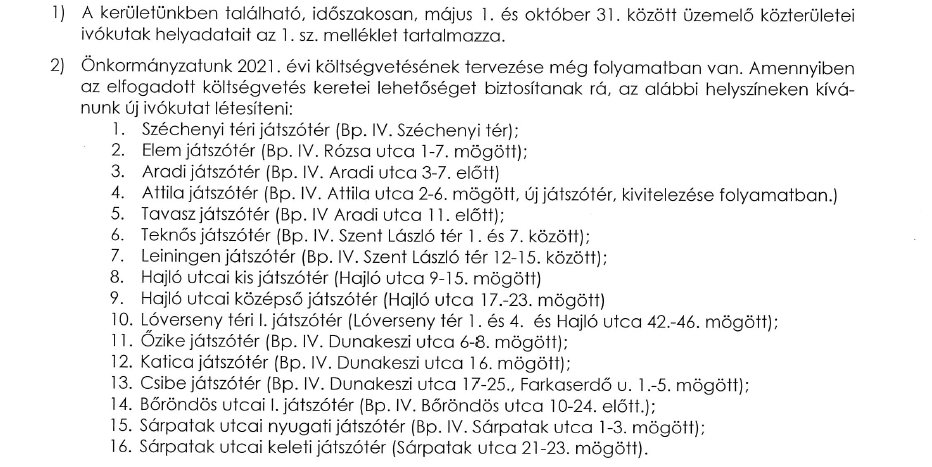 1) A kerületünkben található, időszakosan, május 1. és október 31. között üzemelő közterületei
ivókutak helyadatait az 1. sz. melléklet tartalmazza.
2) Önkormányzatunk 2021. évi költségvetésének tervezése még folyamatban van. Amennyiben
az elfogadott költségvetés keretei lehetőséget biztosítanak rá, az alábbi helyszíneken kívá-
nunk új ivókutat létesíteni:
1. Széchenyi téri játszótér (Bp. IV. Széchenyi tér);
2. Elem játszótér (Bp. IV. Rózsa utca 1-7. mögött);
3. Aradi játszótér (Bp. IV. Aradi utca 3-7. előtt)
4. Attila játszótér (Bp. IV. Attila utca 2-6. mögött, új játszótér, kivitelezése folyamatban.)
5. Tavasz játszótér (Bp. IV Aradi utca 11. előtt);
6. Teknős játszótér (Bp. IV. Szent László tér 1. és 7. között);
7. Leiningen játszótér (Bp. IV. Szent László tér 12-15. között);
8. Hajló utcai kis játszótér (Hajló utca 9-15. mögött)
9. Hajló utcai középső játszótér (Hajló utca 17.-23. mögött)
10. Lóverseny téri I. játszótér (Lóverseny tér 1. és 4. és Hajló utca 42.-46. mögött);
11. Őzike játszótér (Bp. IV. Dunakeszi utca 6-8. mögött);
12. Katica játszótér (Bp. IV. Dunakeszi utca 16. mögött);
13. Csibe játszótér (Bp. IV. Dunakeszi utca 17-25., Farkaserdő u. 1.-5. mögött);
14. Bőröndös utcai I. játszótér (Bp. IV. Bőröndös utca 10-24. előtt.);
15. Sárpatak utcai nyugati játszótér (Bp. IV. Sárpatak utca 1-3. mögött);
16. Sárpatak utcai keleti játszótér (Sárpatak utca 21-23. mögött).